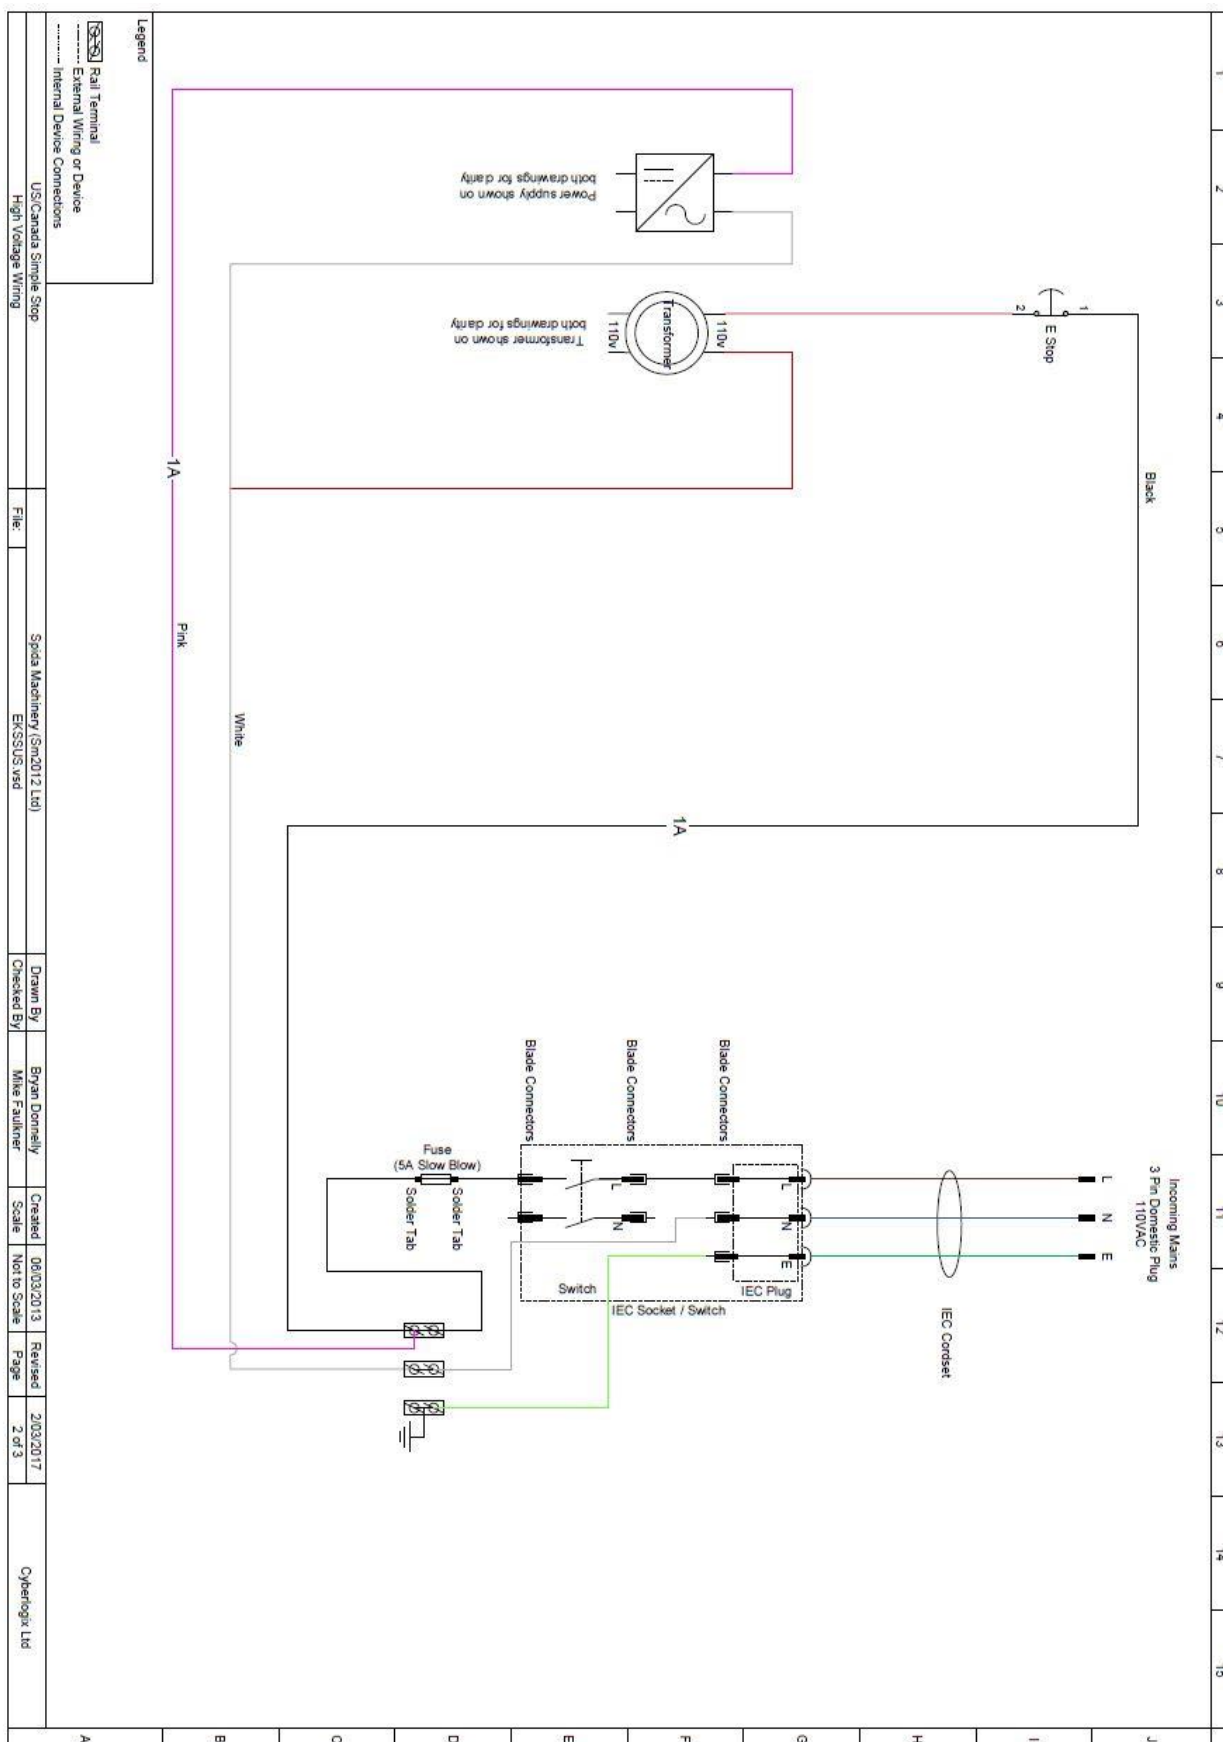 Incoming Mains
3 Pin Domestic Plug
110VAC
L
N
E
IEC Cordset
Black
1
E Stop
2
Blade Connectors
Blade Connectors
Blade Connectors
L
N
E
IEC Plug
L
N
Switch
IEC Socket / Switch
Fuse
(5A Slow Blow)
Solder Tab
Solder Tab
1A
110v
Transformer
110v
Transformer shown on
both drawings for clarity
Power supply shown on
both drawings for clarity
White
1A
Pink
Legend
Rail Terminal
External Wiring or Device
Internal Device Connections
US/Canada Simple Stop
High Voltage Wiring
File:
Spida Machinery (Sm2012 Ltd)
EKSSUS.vsd
Drawn By
Bryan Donnelly
Checked By
Mike Faulkner
Created
06/03/2013
Scale
Not to Scale
Revised
2/03/2017
Page
2 of 3
Cyberlogix Ltd
1
2
3
4
5
6
7
8
9
10
11
12
13
14
15
A
B
C
D
E
F
G
H
I
J